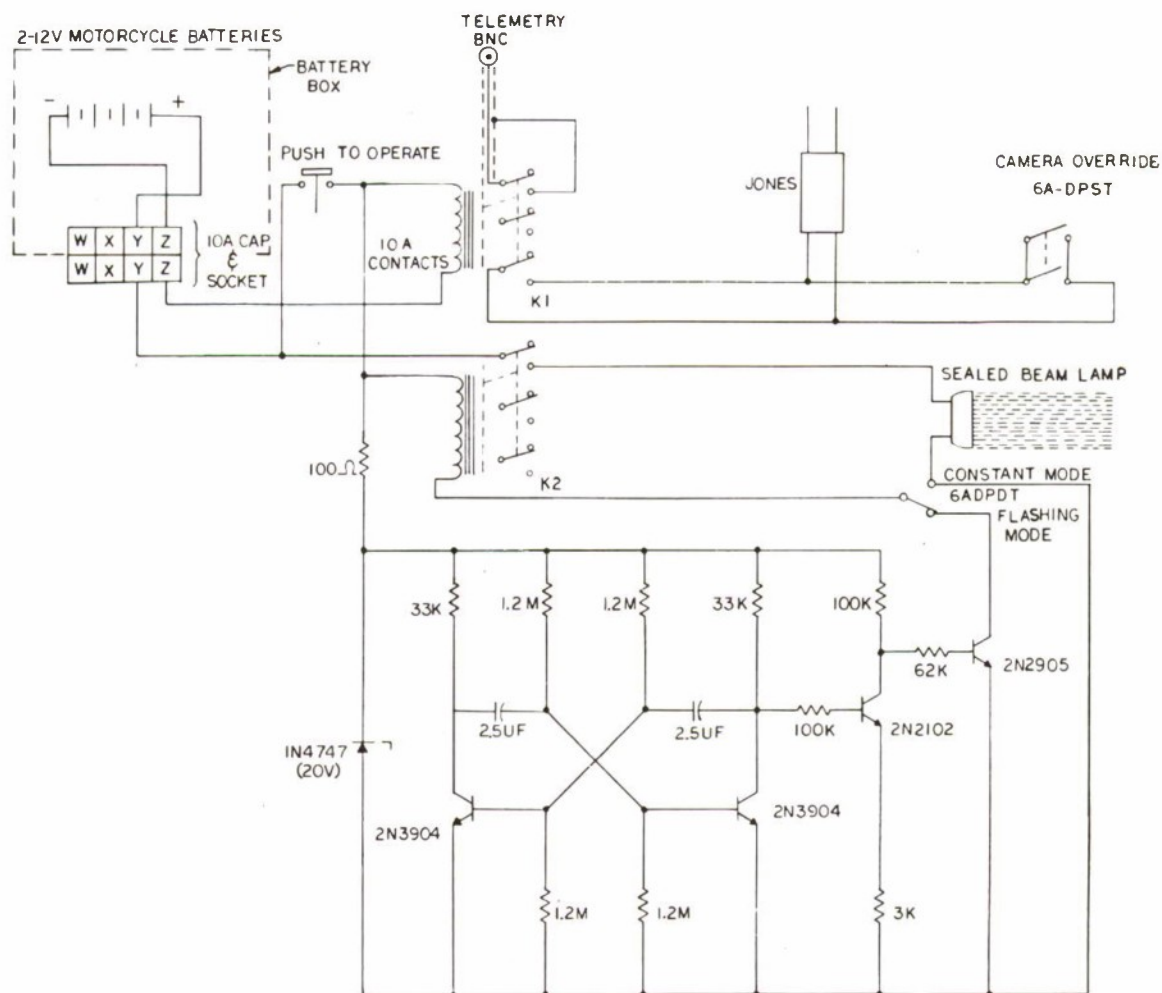 TELEMETRY
BNC
2-12V MOTORCYCLE BATTERIES
BATTERY
BOX
- +
PUSH TO OPERATE
CAMERA OVERRIDE
6A-DPST
JONES
W X Y Z
W X Y Z
10A CAP
&
SOCKET
10A
CONTACTS
K1
SEALED BEAM LAMP
100Ω
K2
CONSTANT MODE
6ADPDT
FLASHING
MODE
33K
1.2M
1.2M
33K
100K
62K
2N2905
2.5UF
2.5UF
100K
2N2102
1N4747
(20V)
2N3904
2N3904
1.2M
1.2M
3K